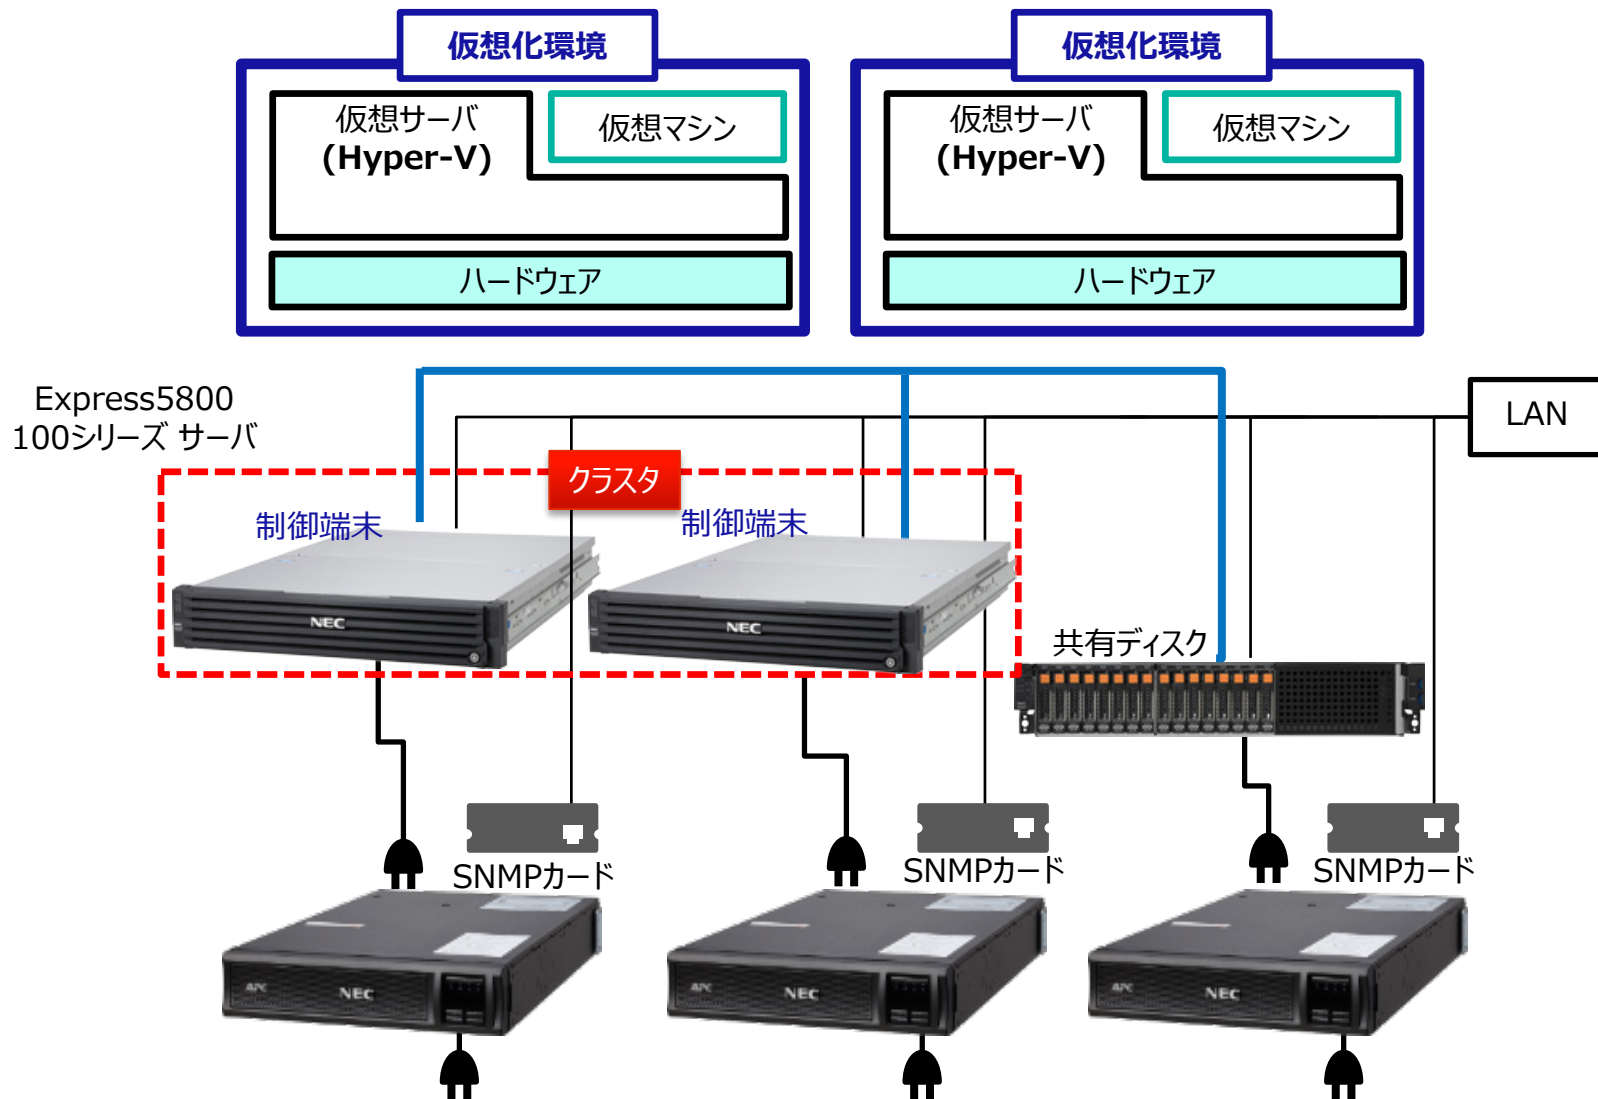 仮想化環境
仮想化環境
仮想サーバ
(Hyper-V)
仮想マシン
ハードウェア
仮想サーバ
(Hyper-V)
仮想マシン
ハードウェア
Express5800
100シリーズ サーバ
LAN
クラスタ
制御端末
制御端末
NEC
NEC
共有ディスク
SNMPカード
SNMPカード
SNMPカード
APC
NEC
APC
NEC
APC
NEC